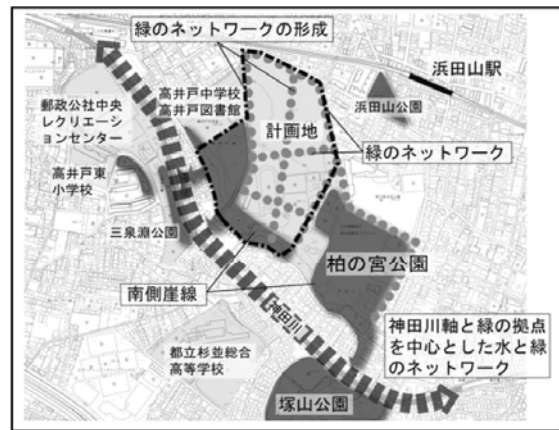 緑のネットワークの形成
浜田山駅
高井戸中学校
高井戸図書館
郵政公社中央
レクリエーシ
ョンセンター
計画地
浜田山公園
緑のネットワーク
高井戸東
小学校
三泉淵公園
柏の宮公園
南側崖線
神田川
神田川軸と緑の拠点
を中心とした水と緑
のネットワーク
都立杉並総合
高等学校
塚山公園